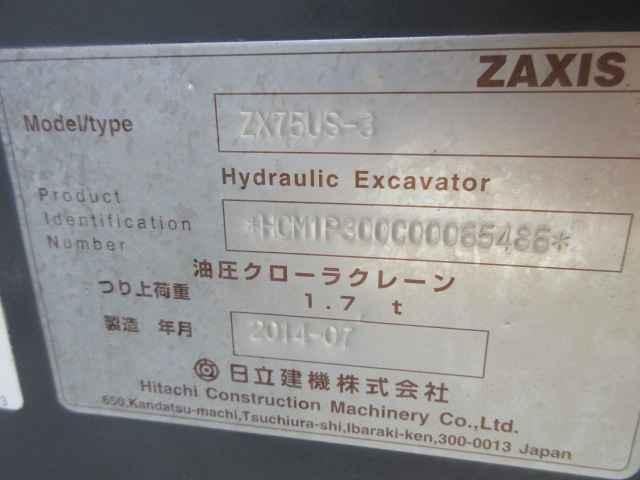 ZAXIS
Model/type ZX75US-3
Hydraulic Excavator
Product
Identification
Number
*HCM1P300C00065486*
油圧クローラクレーン
つり上荷重 1.7 t
製造 年月 2014-07
日立建機株式会社
Hitachi Construction Machinery Co.,Ltd.
650,Kandatsu-machi,Tsuchiura-shi,Ibaraki-ken,300-0013 Japan
3